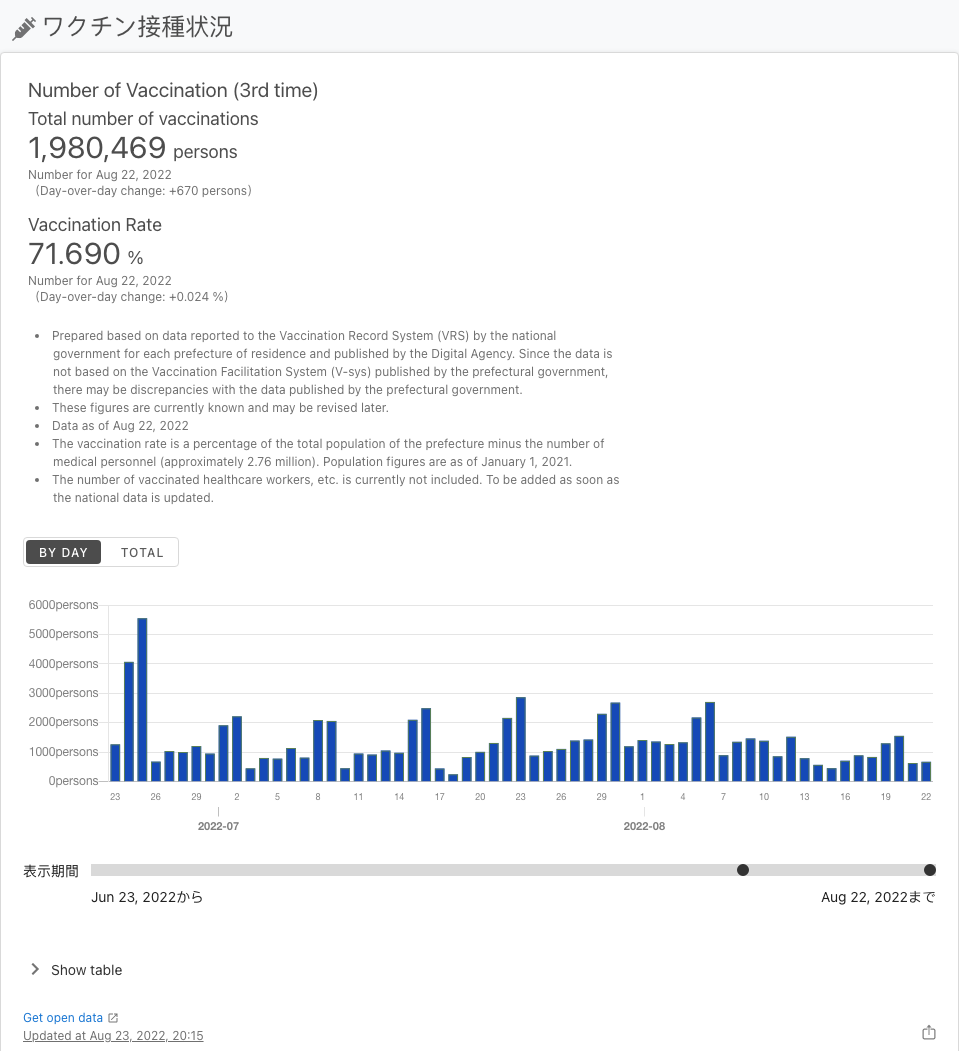 ワクチン接種状況
Number of Vaccination (3rd time)
Total number of vaccinations
1,980,469 persons
Number for Aug 22, 2022
(Day-over-day change: +670 persons)
Vaccination Rate
71.690 %
Number for Aug 22, 2022
(Day-over-day change: +0.024 %)
• Prepared based on data reported to the Vaccination Record System (VRS) by the national
government for each prefecture of residence and published by the Digital Agency. Since the data is
not based on the Vaccination Facilitation System (V-sys) published by the prefectural government,
there may be discrepancies with the data published by the prefectural government.
• These figures are currently known and may be revised later.
• Data as of Aug 22, 2022
• The vaccination rate is a percentage of the total population of the prefecture minus the number of
medical personnel (approximately 2.76 million). Population figures are as of January 1, 2021.
• The number of vaccinated healthcare workers, etc. is currently not included. To be added as soon as
the national data is updated.
BY DAY TOTAL
6000persons
5000persons
4000persons
3000persons
2000persons
1000persons
0persons
23 26 29 2 5 8 11 14 17 20 23 26 29 1 4 7 10 13 16 19 22
2022-07 2022-08
表示期間
Jun 23, 2022から Aug 22, 2022まで
Show table
Get open data
Updated at Aug 23, 2022, 20:15